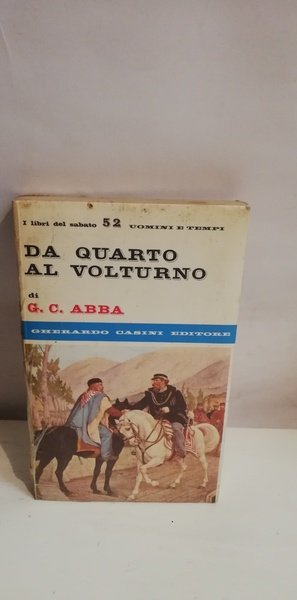 I libri del sabato 52 UOMINI E TEMPI
DA QUARTO
AL VOLTURNO
di
G. C. ABBA
GHERARDO CASINI EDITORE